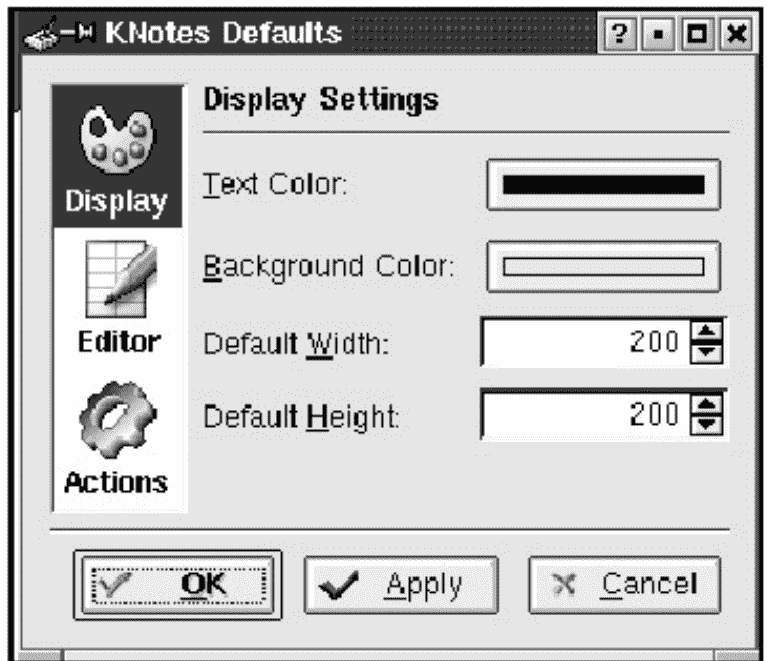 KNotes Defaults ?
Display Settings
Display
Text Color:
Background Color:
Editor
Default Width: 200
Default Height: 200
Actions
OK Apply Cancel